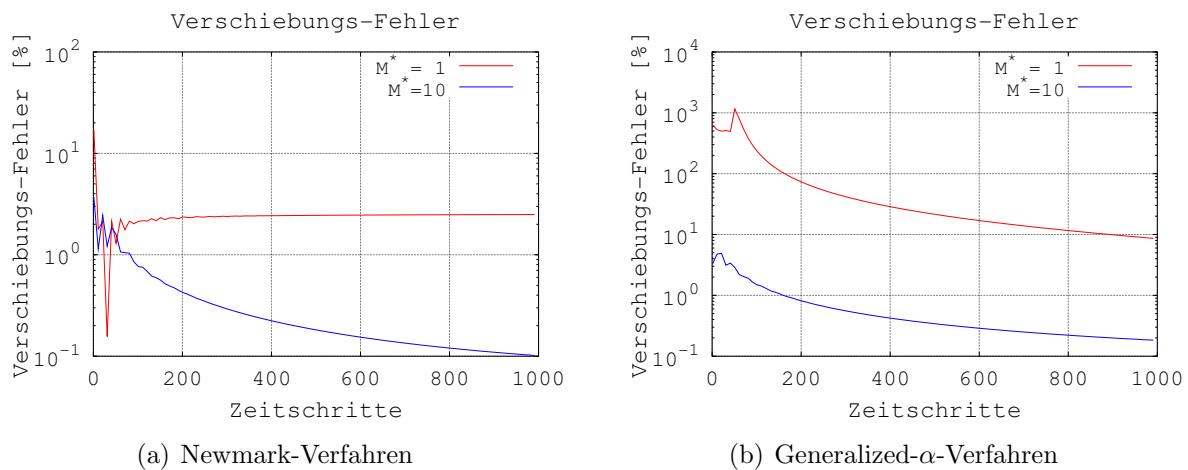 Verschiebungs-Fehler
Verschiebungs-Fehler [%]
10^2
10^1
10^0
10^-1
M^* = 1
M^*=10
0 200 400 600 800 1000
Zeitschritte
(a) Newmark-Verfahren
Verschiebungs-Fehler
Verschiebungs-Fehler [%]
10^4
10^3
10^2
10^1
10^0
10^-1
M^* = 1
M^*=10
0 200 400 600 800 1000
Zeitschritte
(b) Generalized-α-Verfahren